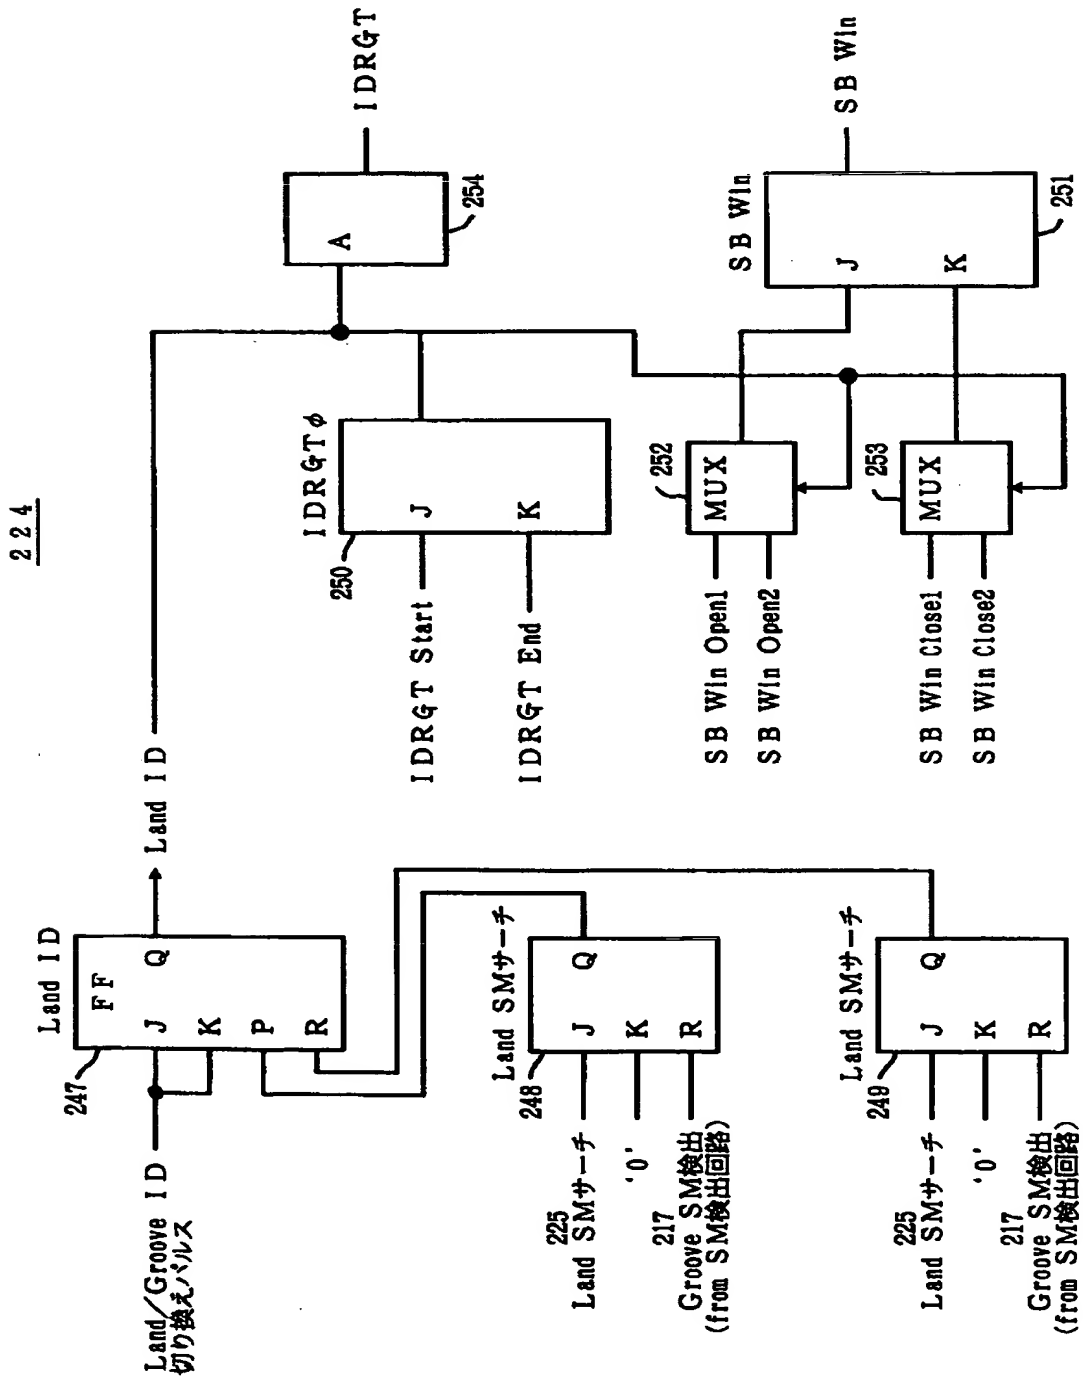 224
Land/Groove ID
切り換えパルス
247
Land ID
FF
J
K
P
R
Q
Land ID
225
Land SMサーチ
'0'
217
Groove SM検出
(from SM検出回路)
248
Land SMサーチ
J
K
R
Q
225
Land SMサーチ
'0'
217
Groove SM検出
(from SM検出回路)
249
Land SMサーチ
J
K
R
Q
IDRGT Start
IDRGT End
250
IDRGTφ
J
K
A
254
IDRGT
SB Win Open1
SB Win Open2
252
MUX
SB Win Close1
SB Win Close2
253
MUX
SB Win
J
K
251
SB Win